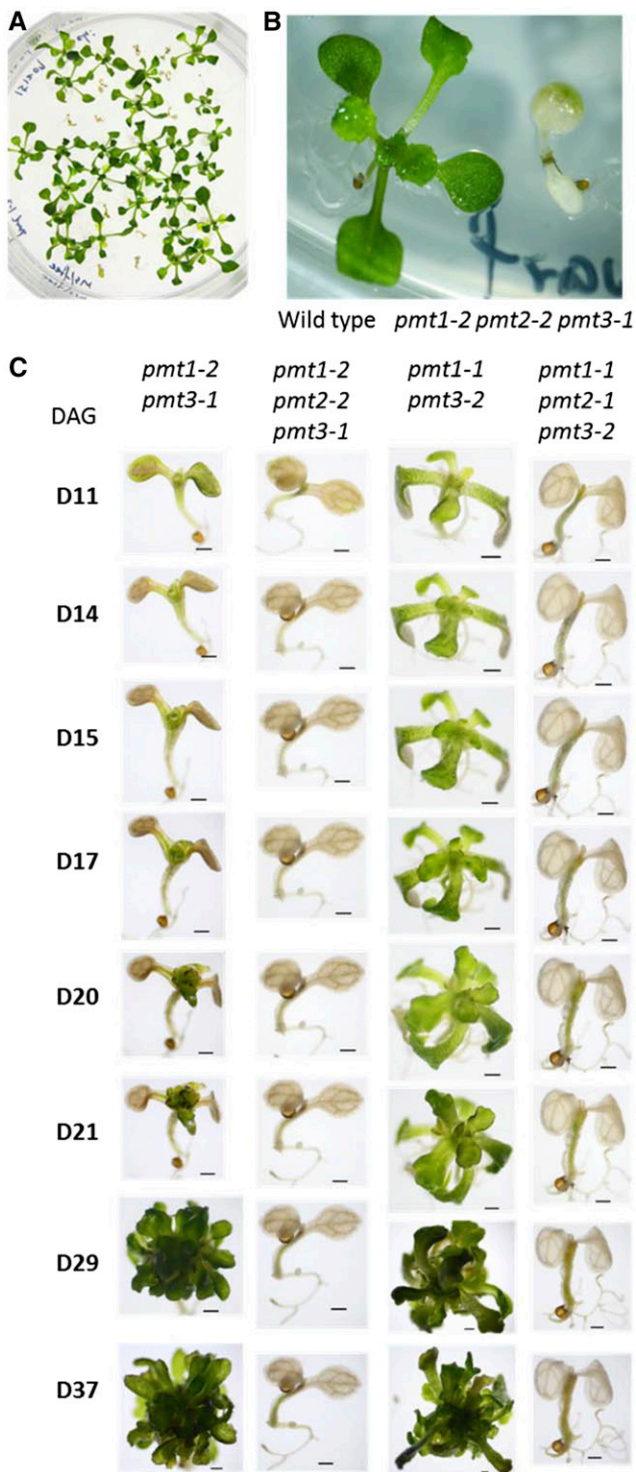 A
B
Wild type pmt1-2 pmt2-2 pmt3-1
C
DAG
pmt1-2
pmt3-1
pmt1-2
pmt2-2
pmt3-1
pmt1-1
pmt3-2
pmt1-1
pmt2-1
pmt3-2
D11
D14
D15
D17
D20
D21
D29
D37